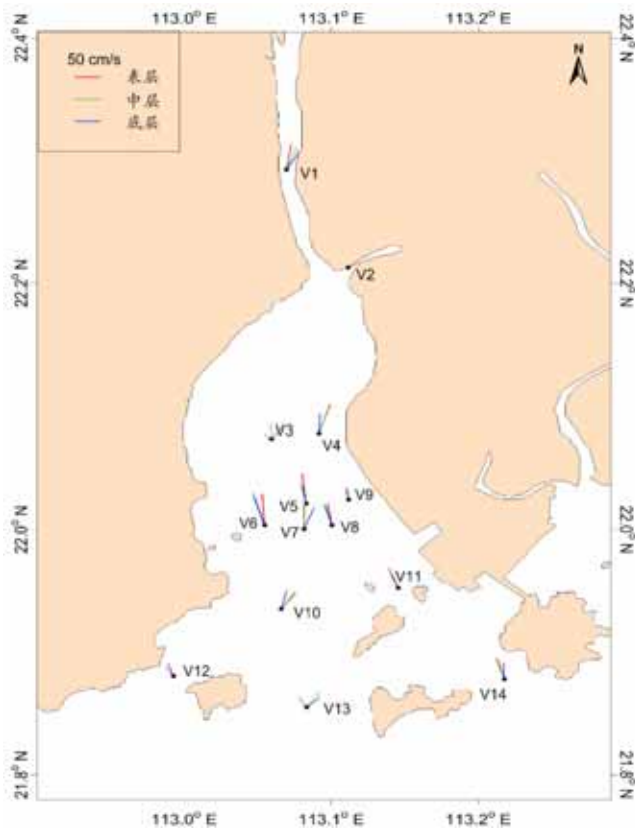 113.0° E 113.1° E 113.2° E
22.4° N 22.4° N
50 cm/s
表层
中层
底层
N
V1
V2
22.2° N 22.2° N
V3
V4
V9
V5
V6
V8
V7
22.0° N 22.0° N
V11
V10
V12
V14
V13
21.8° N 21.8° N
113.0° E 113.1° E 113.2° E